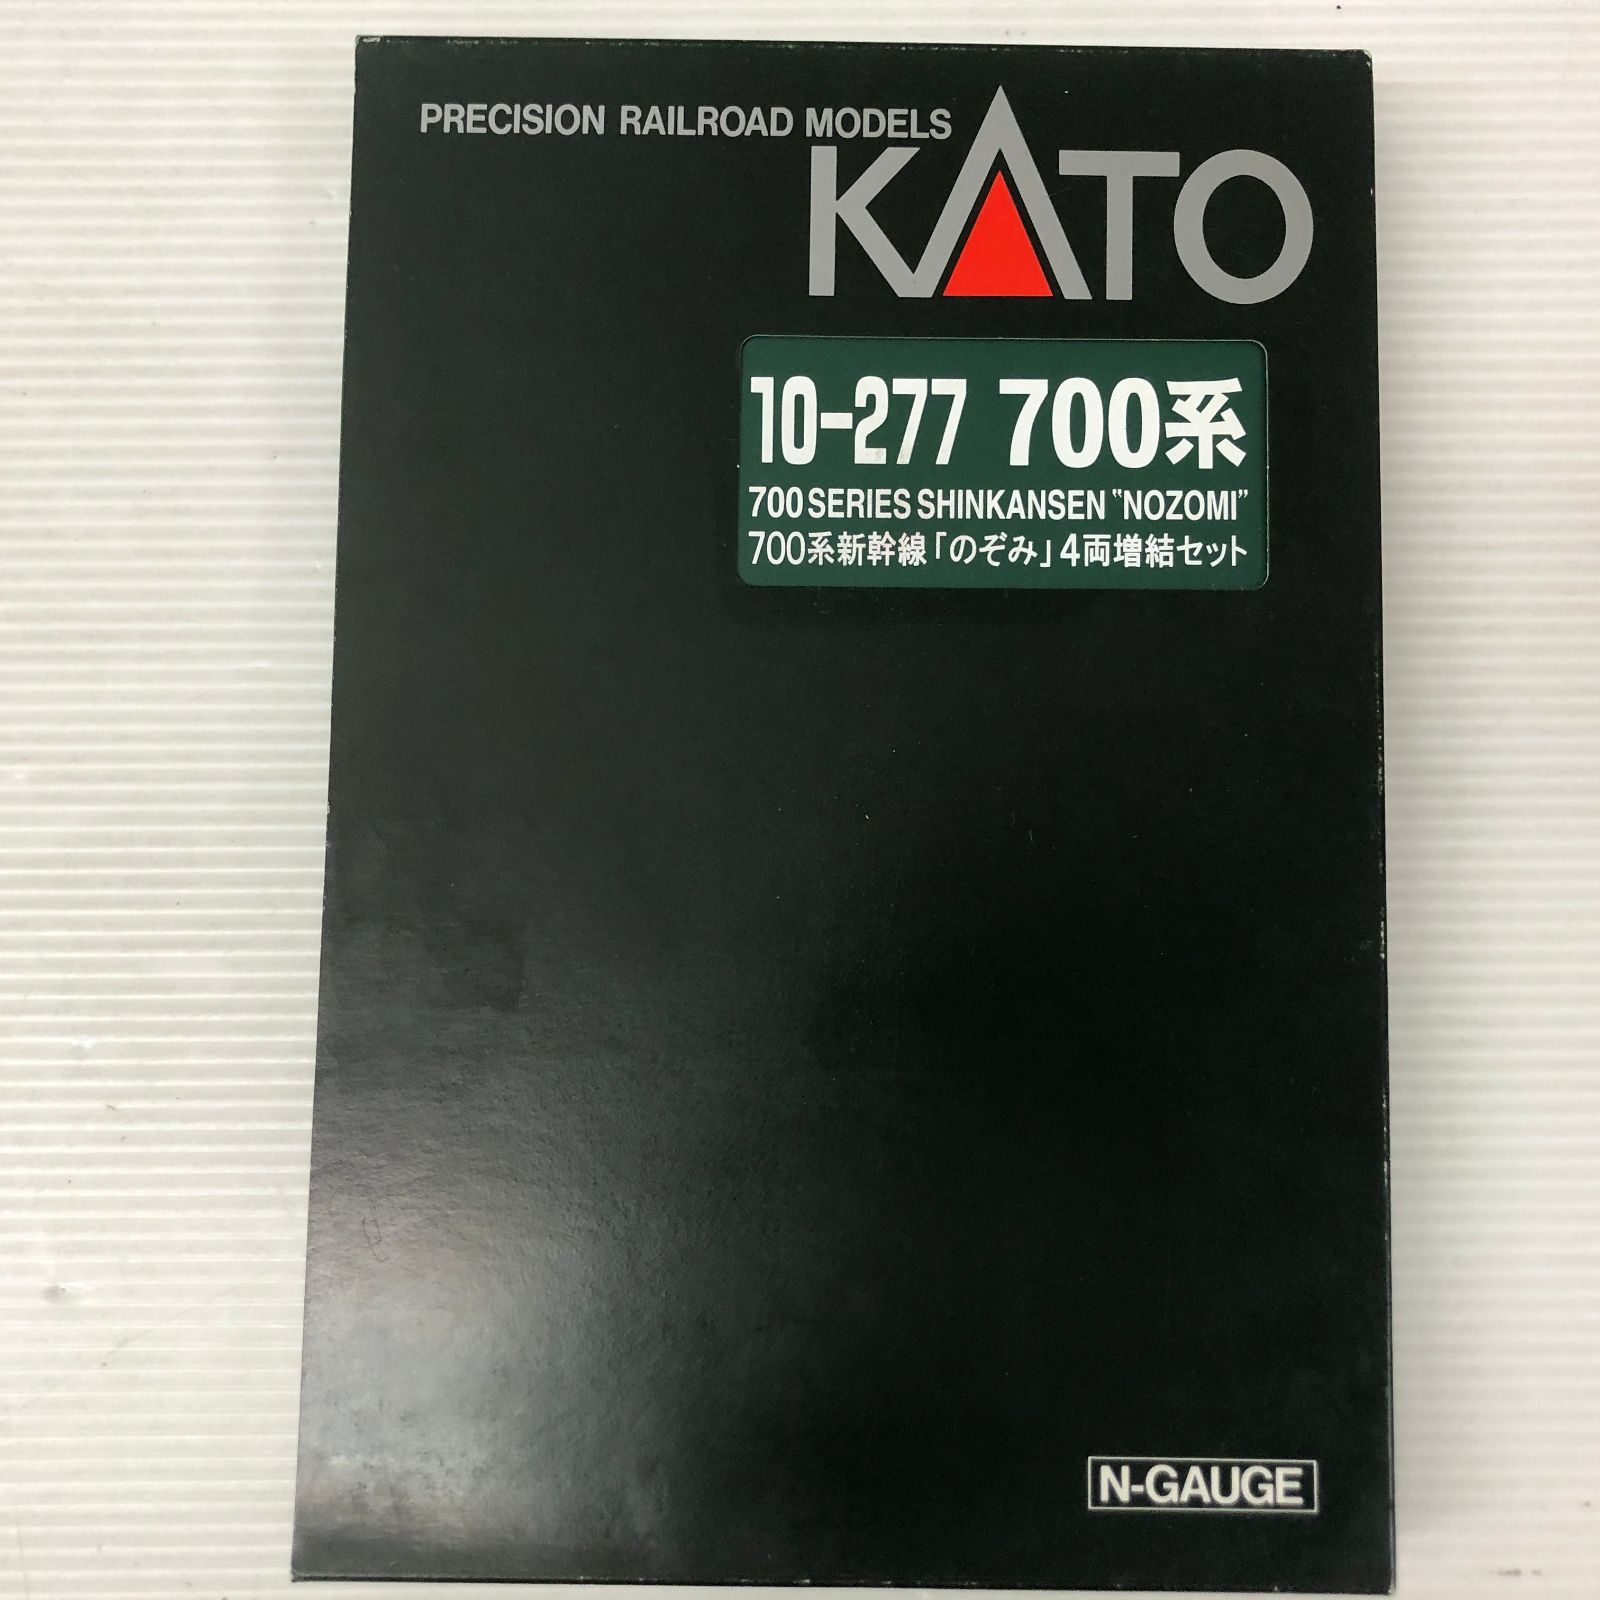 PRECISION RAILROAD MODELS
KATO
10-277 700系
700 SERIES SHINKANSEN "NOZOMI"
700系新幹線「のぞみ」4両増結セット
N-GAUGE